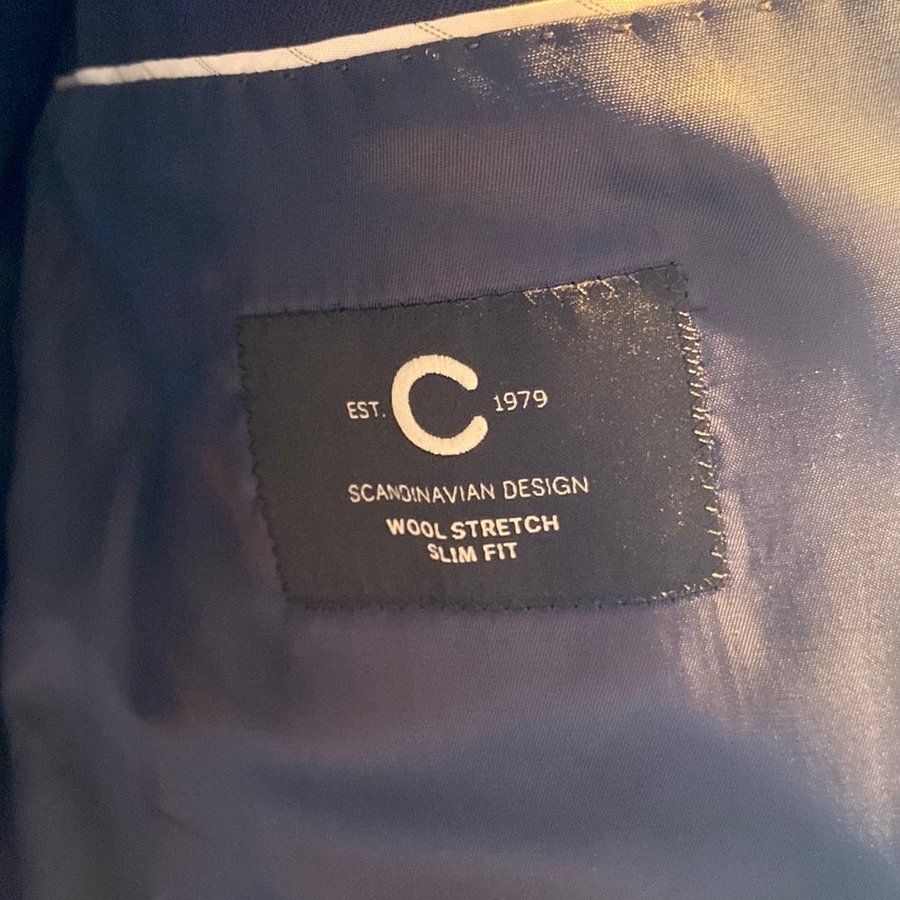 EST. C 1979
SCANDINAVIAN DESIGN
WOOL STRETCH
SLIM FIT